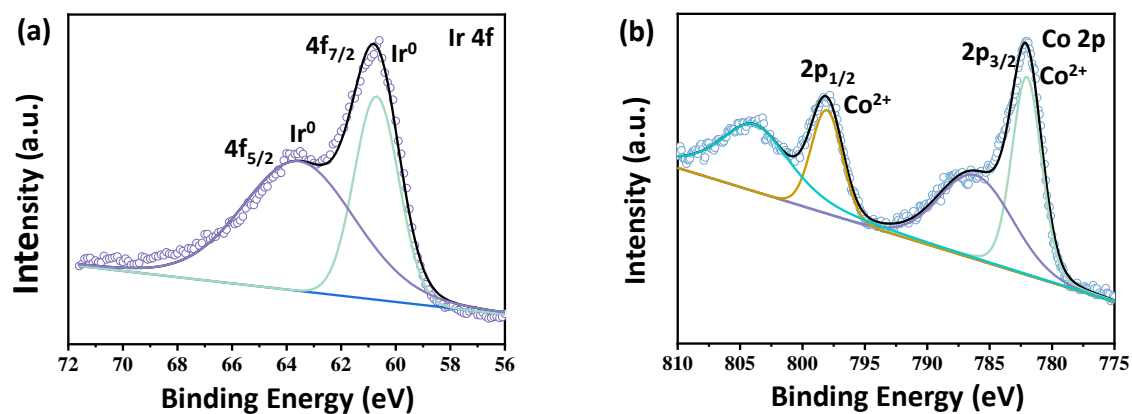 (a)
Ir 4f
4f7/2
Ir0
Ir0
4f5/2
Intensity (a.u.)
72 70 68 66 64 62 60 58 56
Binding Energy (eV)
(b)
Co 2p
2p3/2
Co2+
2p1/2
Co2+
Intensity (a.u.)
810 805 800 795 790 785 780 775
Binding Energy (eV)